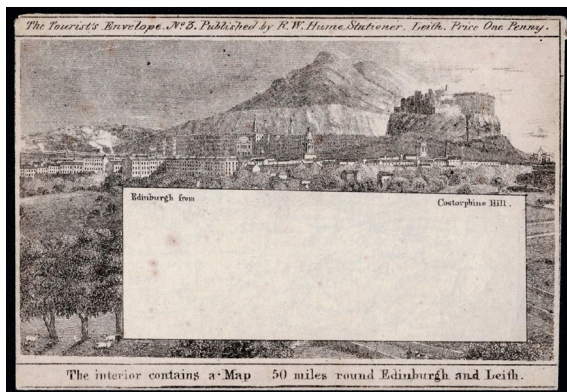 The Tourist's Envelope. No 3. Published by R. W. Hume Stationer, Leith. Price One Penny.
Edinburgh from Costorphine Hill.
The interior contains a Map 50 miles round Edinburgh and Leith.